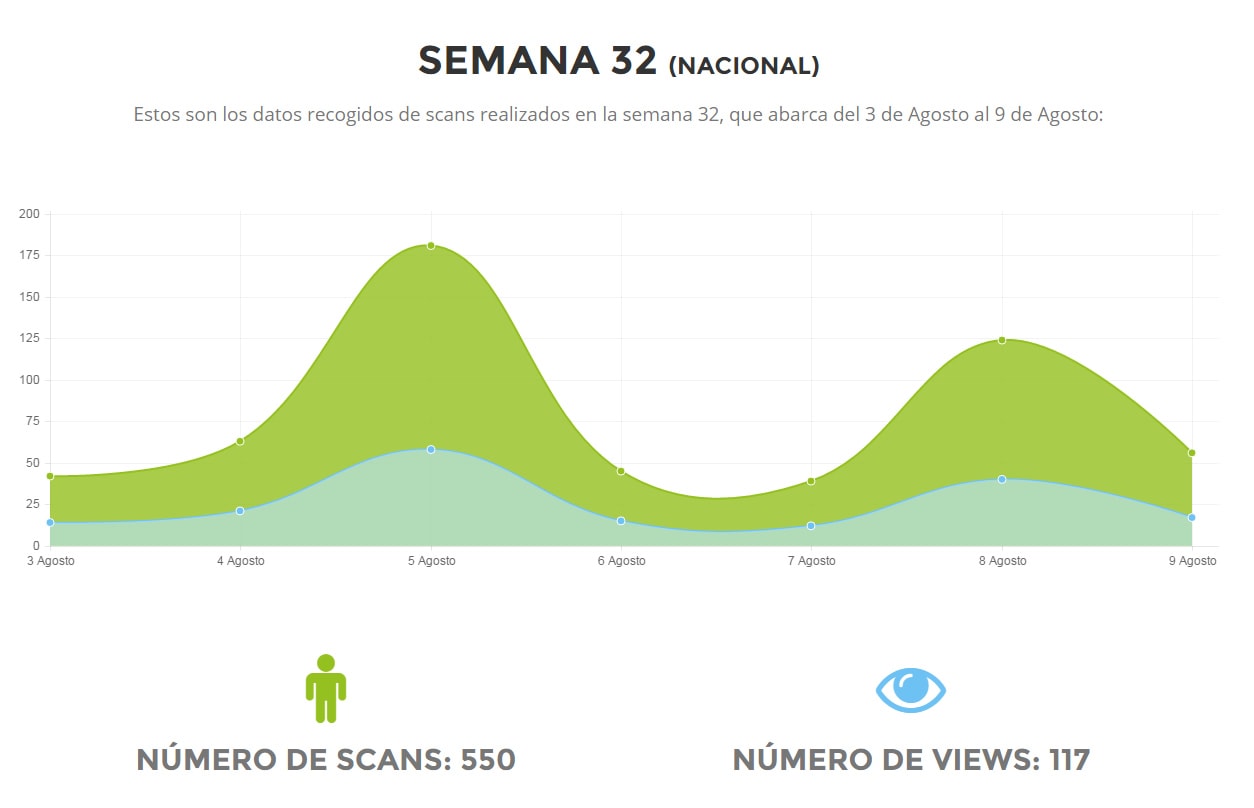 SEMANA 32 (NACIONAL)
Estos son los datos recogidos de scans realizados en la semana 32, que abarca del 3 de Agosto al 9 de Agosto:
200
175
150
125
100
75
50
25
0
3 Agosto 4 Agosto 5 Agosto 6 Agosto 7 Agosto 8 Agosto 9 Agosto
NÚMERO DE SCANS: 550 NÚMERO DE VIEWS: 117